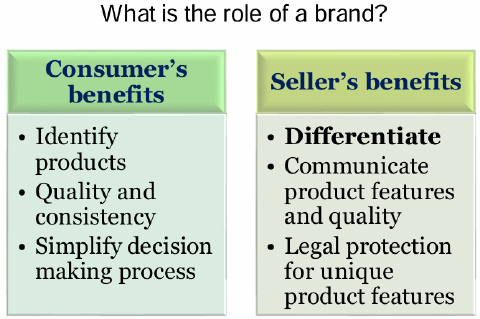 What is the role of a brand?
Consumer's
benefits
• Identify
products
• Quality and
consistency
• Simplify decision
making process
Seller's benefits
• Differentiate
• Communicate
product features
and quality
• Legal protection
for unique
product features